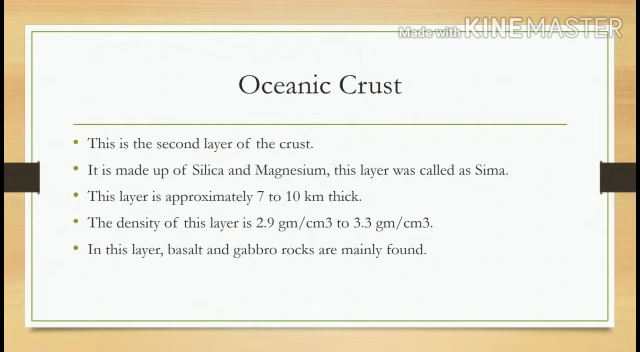 Made with KINEMASTER
Oceanic Crust
• This is the second layer of the crust.
• It is made up of Silica and Magnesium, this layer was called as Sima.
• This layer is approximately 7 to 10 km thick.
• The density of this layer is 2.9 gm/cm3 to 3.3 gm/cm3.
• In this layer, basalt and gabbro rocks are mainly found.